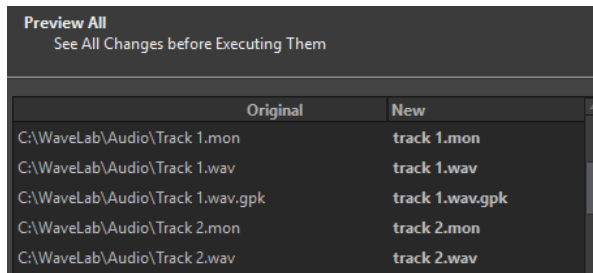 Preview All
See All Changes before Executing Them
Original New
C:\WaveLab\Audio\Track 1.mon track 1.mon
C:\WaveLab\Audio\Track 1.wav track 1.wav
C:\WaveLab\Audio\Track 1.wav.gpk track 1.wav.gpk
C:\WaveLab\Audio\Track 2.mon track 2.mon
C:\WaveLab\Audio\Track 2.wav track 2.wav